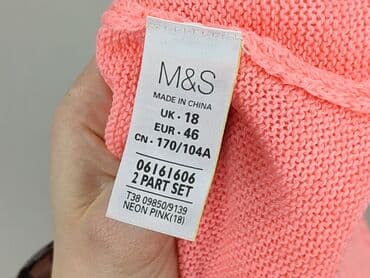 M&S
MADE IN CHINA
UK • 18
EUR • 46
CN • 170/104A
06161606
2 PART SET
T38 09850/9139
NEON PINK(18)